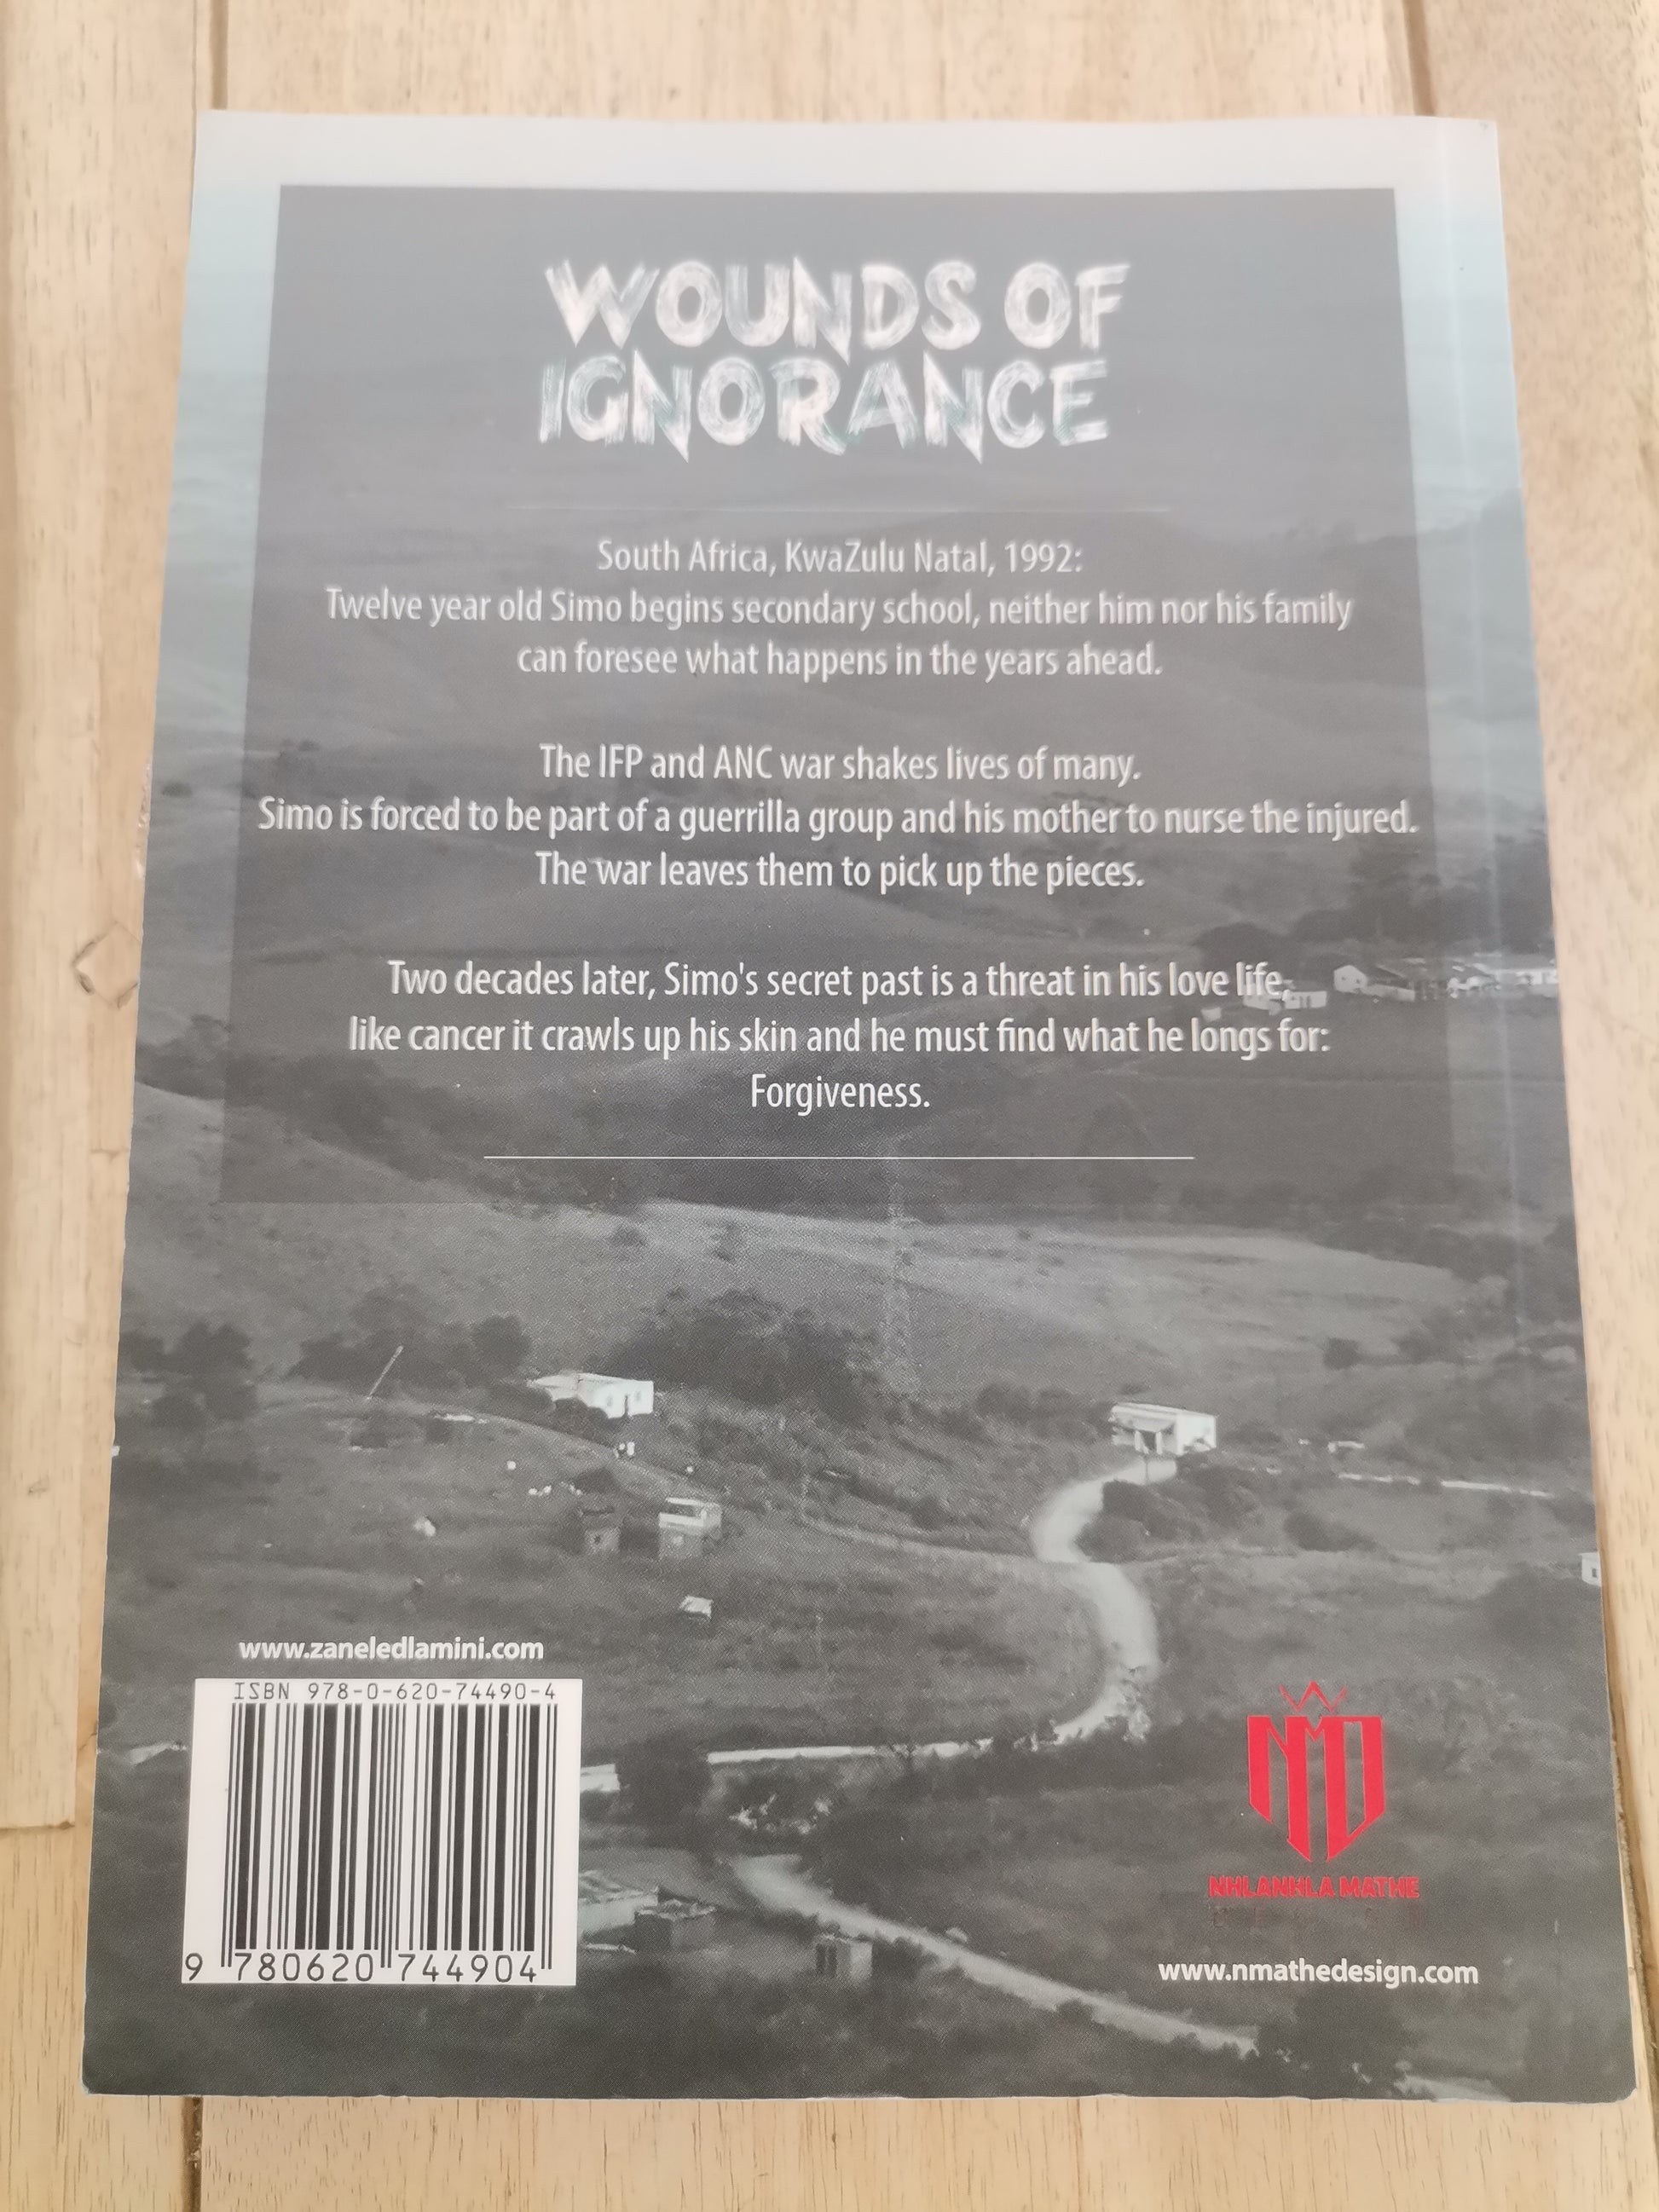 WOUNDS OF
IGNORANCE
South Africa, KwaZulu Natal, 1992:
Twelve year old Simo begins secondary school, neither him nor his family
can foresee what happens in the years ahead.
The IFP and ANC war shakes lives of many.
Simo is forced to be part of a guerrilla group and his mother to nurse the injured.
The war leaves them to pick up the pieces.
Two decades later, Simo's secret past is a threat in his love life,
like cancer it crawls up his skin and he must find what he longs for:
Forgiveness.
www.zaneledlamini.com
ISBN 978-0-620-74490-4
9 780620 744904
NMD
NHLANHLA MATHE
www.nmathedesign.com